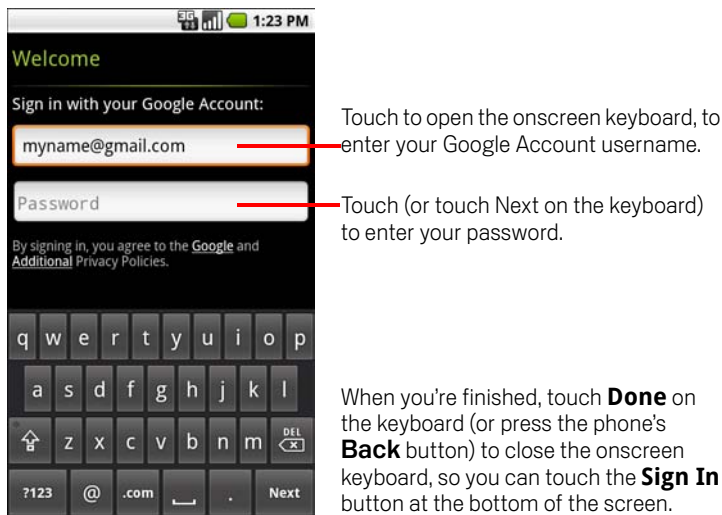 3G 1:23 PM
Welcome
Sign in with your Google Account:
myname@gmail.com
Password
By signing in, you agree to the Google and
Additional Privacy Policies.
q w e r t y u i o p
a s d f g h j k l
z x c v b n m DEL
?123 @ .com . Next
Touch to open the onscreen keyboard, to
enter your Google Account username.
Touch (or touch Next on the keyboard)
to enter your password.
When you're finished, touch Done on
the keyboard (or press the phone's
Back button) to close the onscreen
keyboard, so you can touch the Sign In
button at the bottom of the screen.